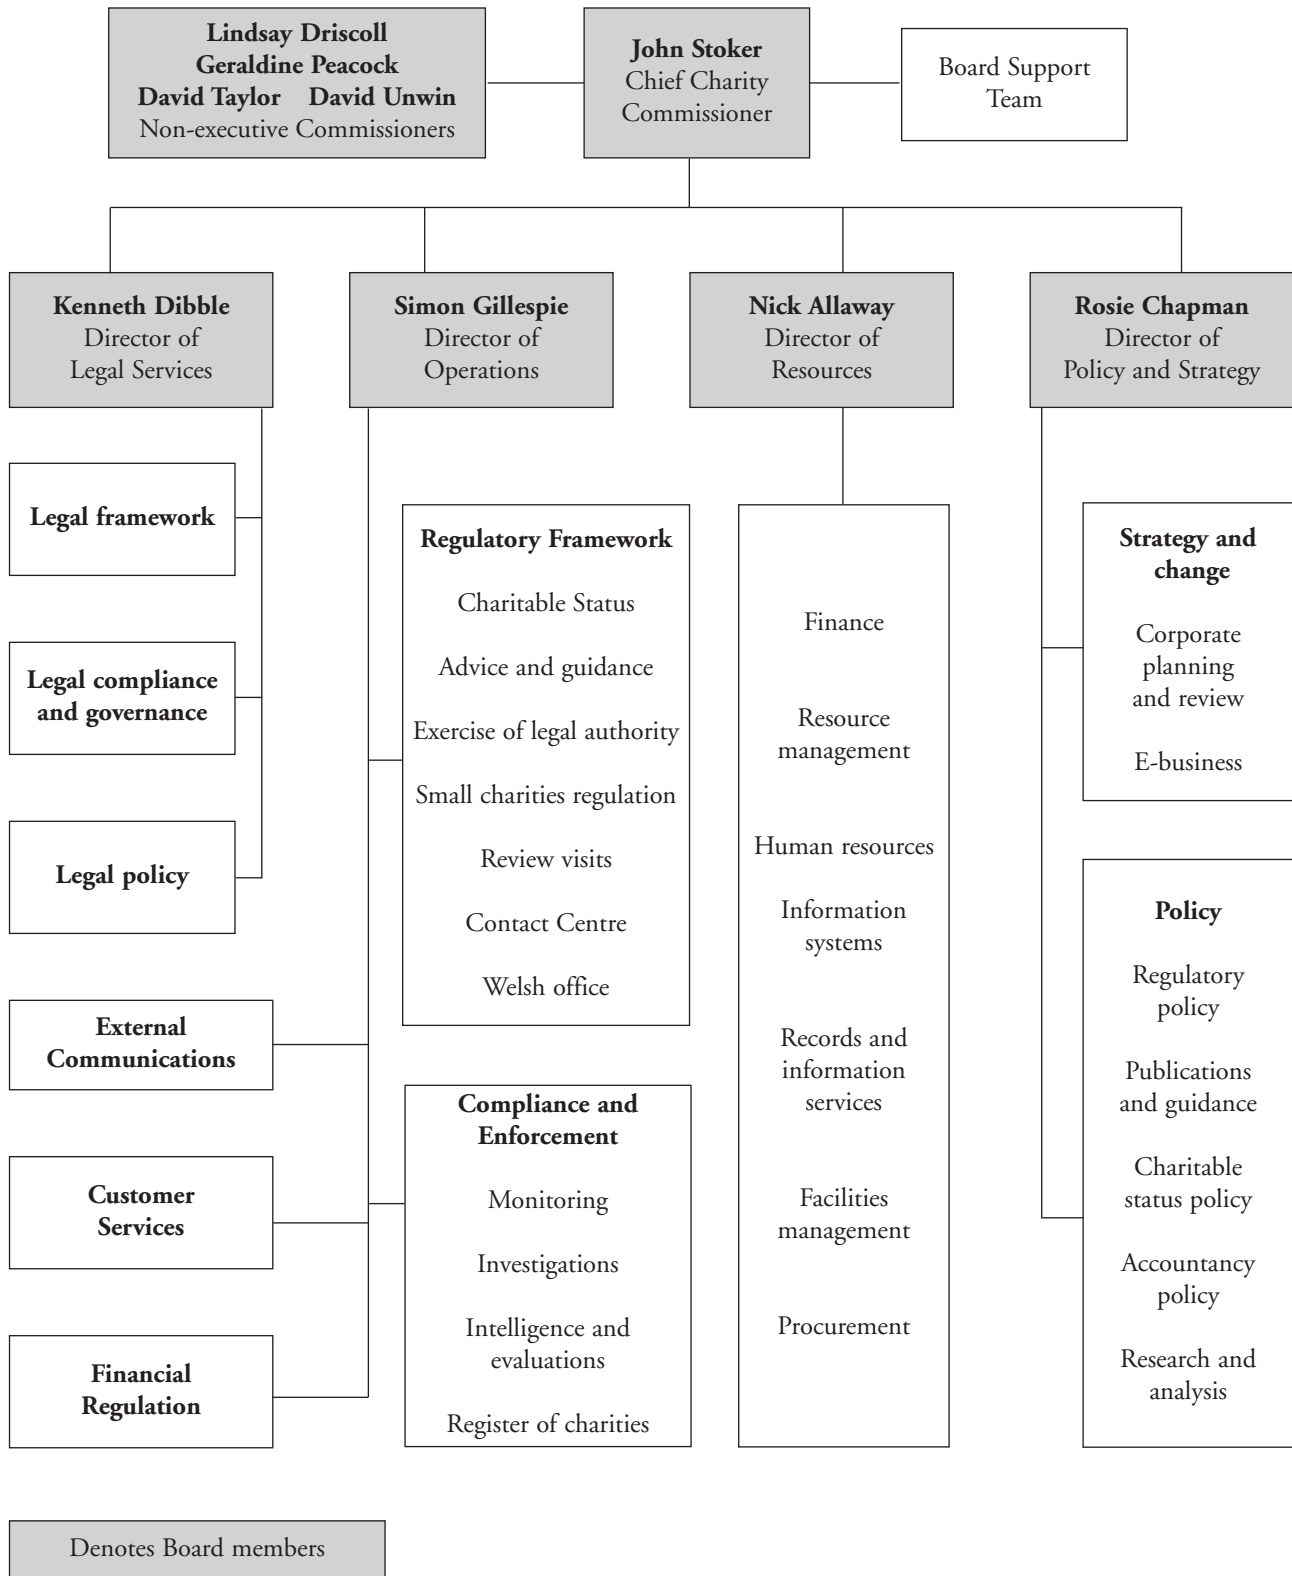 Lindsay Driscoll
Geraldine Peacock
David Taylor David Unwin
Non-executive Commissioners
John Stoker
Chief Charity
Commissioner
Board Support
Team
Kenneth Dibble
Director of
Legal Services
Simon Gillespie
Director of
Operations
Nick Allaway
Director of
Resources
Rosie Chapman
Director of
Policy and Strategy
Legal framework
Legal compliance
and governance
Legal policy
External
Communications
Customer
Services
Financial
Regulation
Regulatory Framework
Charitable Status
Advice and guidance
Exercise of legal authority
Small charities regulation
Review visits
Contact Centre
Welsh office
Compliance and
Enforcement
Monitoring
Investigations
Intelligence and
evaluations
Register of charities
Finance
Resource
management
Human resources
Information
systems
Records and
information
services
Facilities
management
Procurement
Strategy and
change
Corporate
planning
and review
E-business
Policy
Regulatory
policy
Publications
and guidance
Charitable
status policy
Accountancy
policy
Research and
analysis
Denotes Board members